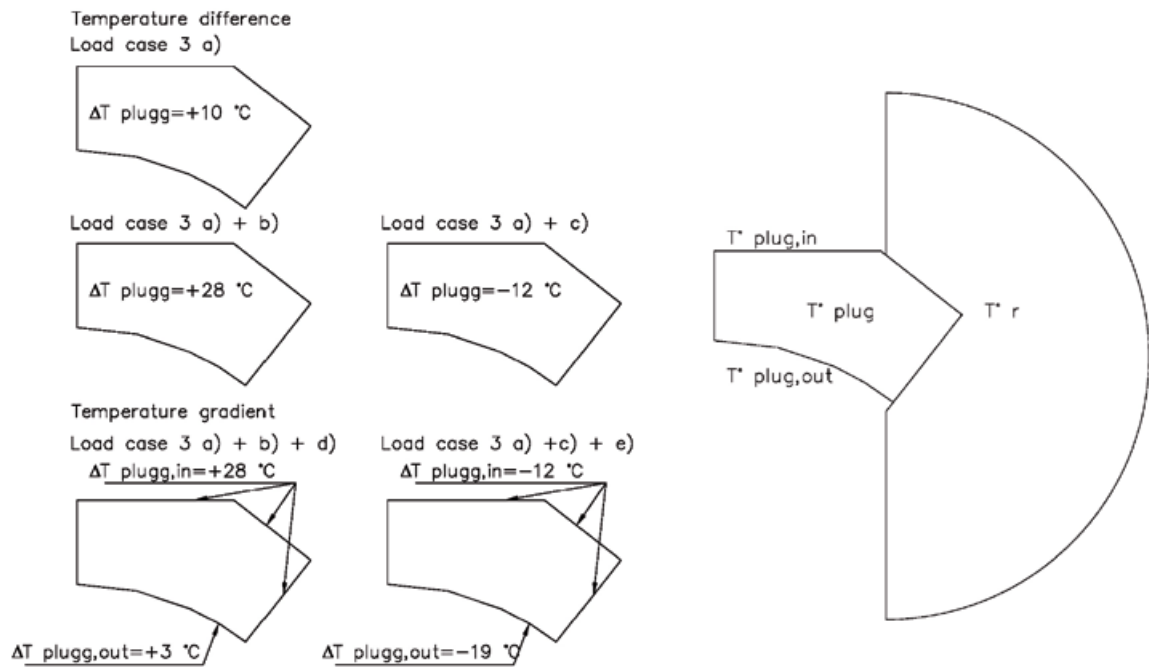 Temperature difference
Load case 3 a)
ΔT plugg=+10 °C
Load case 3 a) + b)
ΔT plugg=+28 °C
Load case 3 a) + c)
ΔT plugg=-12 °C
Temperature gradient
Load case 3 a) + b) + d)
ΔT plugg,in=+28 °C
ΔT plugg,out=+3 °C
Load case 3 a) +c) + e)
ΔT plugg,in=-12 °C
ΔT plugg,out=-19 °C
T° plug,in
T° plug
T° r
T° plug,out